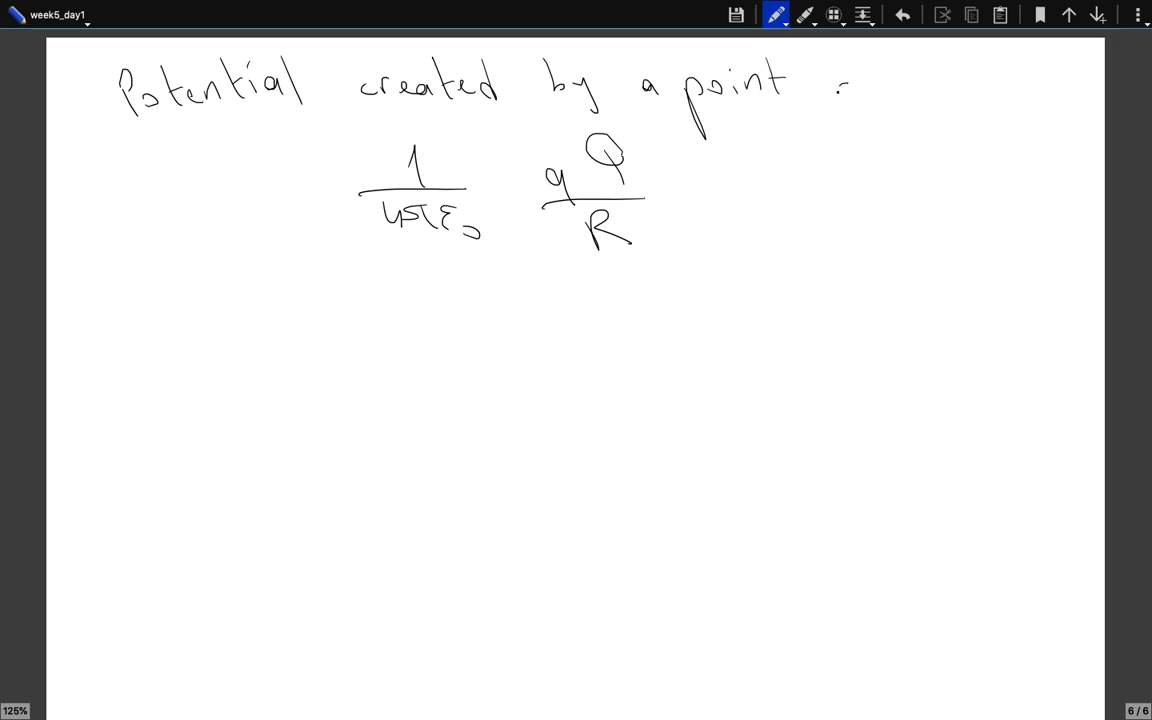 week5_day1
Potential created by a point :
1 / 4πε₀ qQ / R
125%
6 / 6